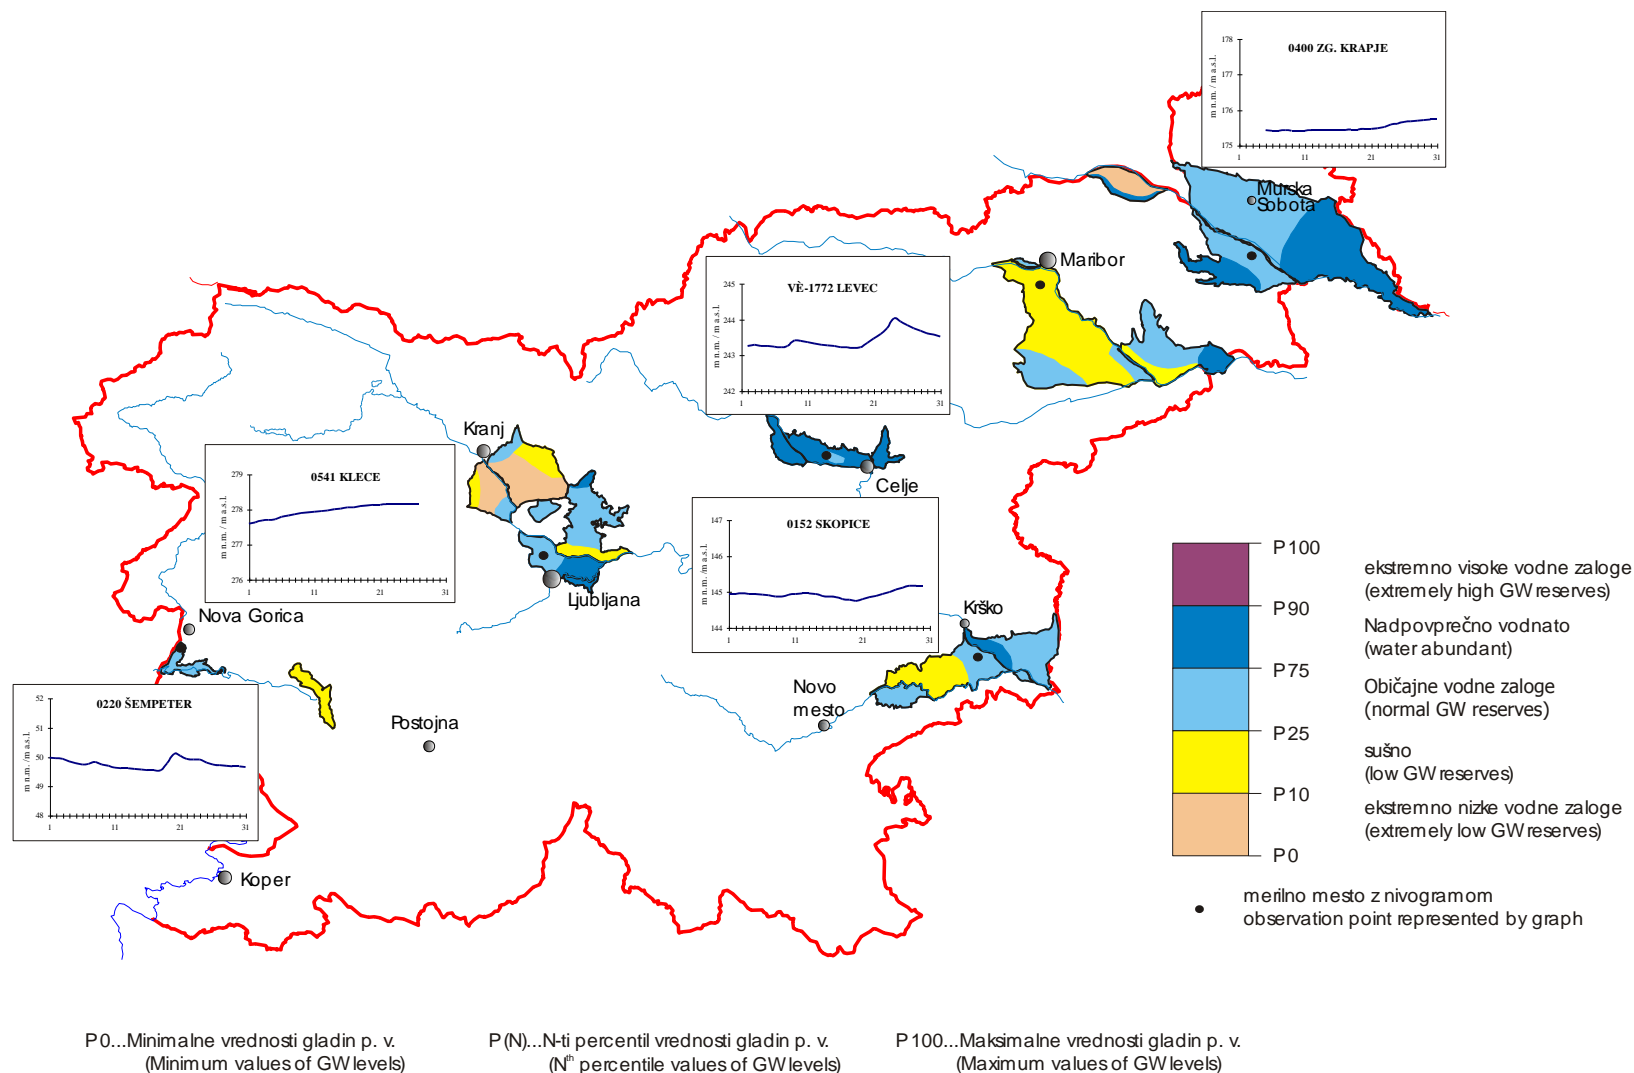 0400 ZG. KRAPJE
m n.m. / m a.s.l.
178
177
176
175
1
11
21
31
Murska
Sobota
Maribor
VÈ-1772 LEVEC
m n.m. / m a.s.l.
245
244
243
242
1
11
21
31
Kranj
Celje
0541 KLECE
m n.m. / m a.s.l.
279
278
277
276
1
11
21
31
0152 SKOPICE
m n.m. /m a.s.l.
147
146
145
144
1
11
21
31
Ljubljana
Nova Gorica
Krško
Novo
mesto
Postojna
0220 ŠEMPETER
m n.m. /m a.s.l.
52
51
50
49
48
1
11
21
31
Koper
P100
ekstremno visoke vodne zaloge
(extremely high GW reserves)
P90
Nadpovprečno vodnato
(water abundant)
P75
Običajne vodne zaloge
(normal GW reserves)
P25
sušno
(low GW reserves)
P10
ekstremno nizke vodne zaloge
(extremely low GW reserves)
P0
merilno mesto z nivogramom
observation point represented by graph
P0...Minimalne vrednosti gladin p. v.
(Minimum values of GW levels)
P(N)...N-ti percentil vrednosti gladin p. v.
(Nth percentile values of GW levels)
P100...Maksimalne vrednosti gladin p. v.
(Maximum values of GW levels)